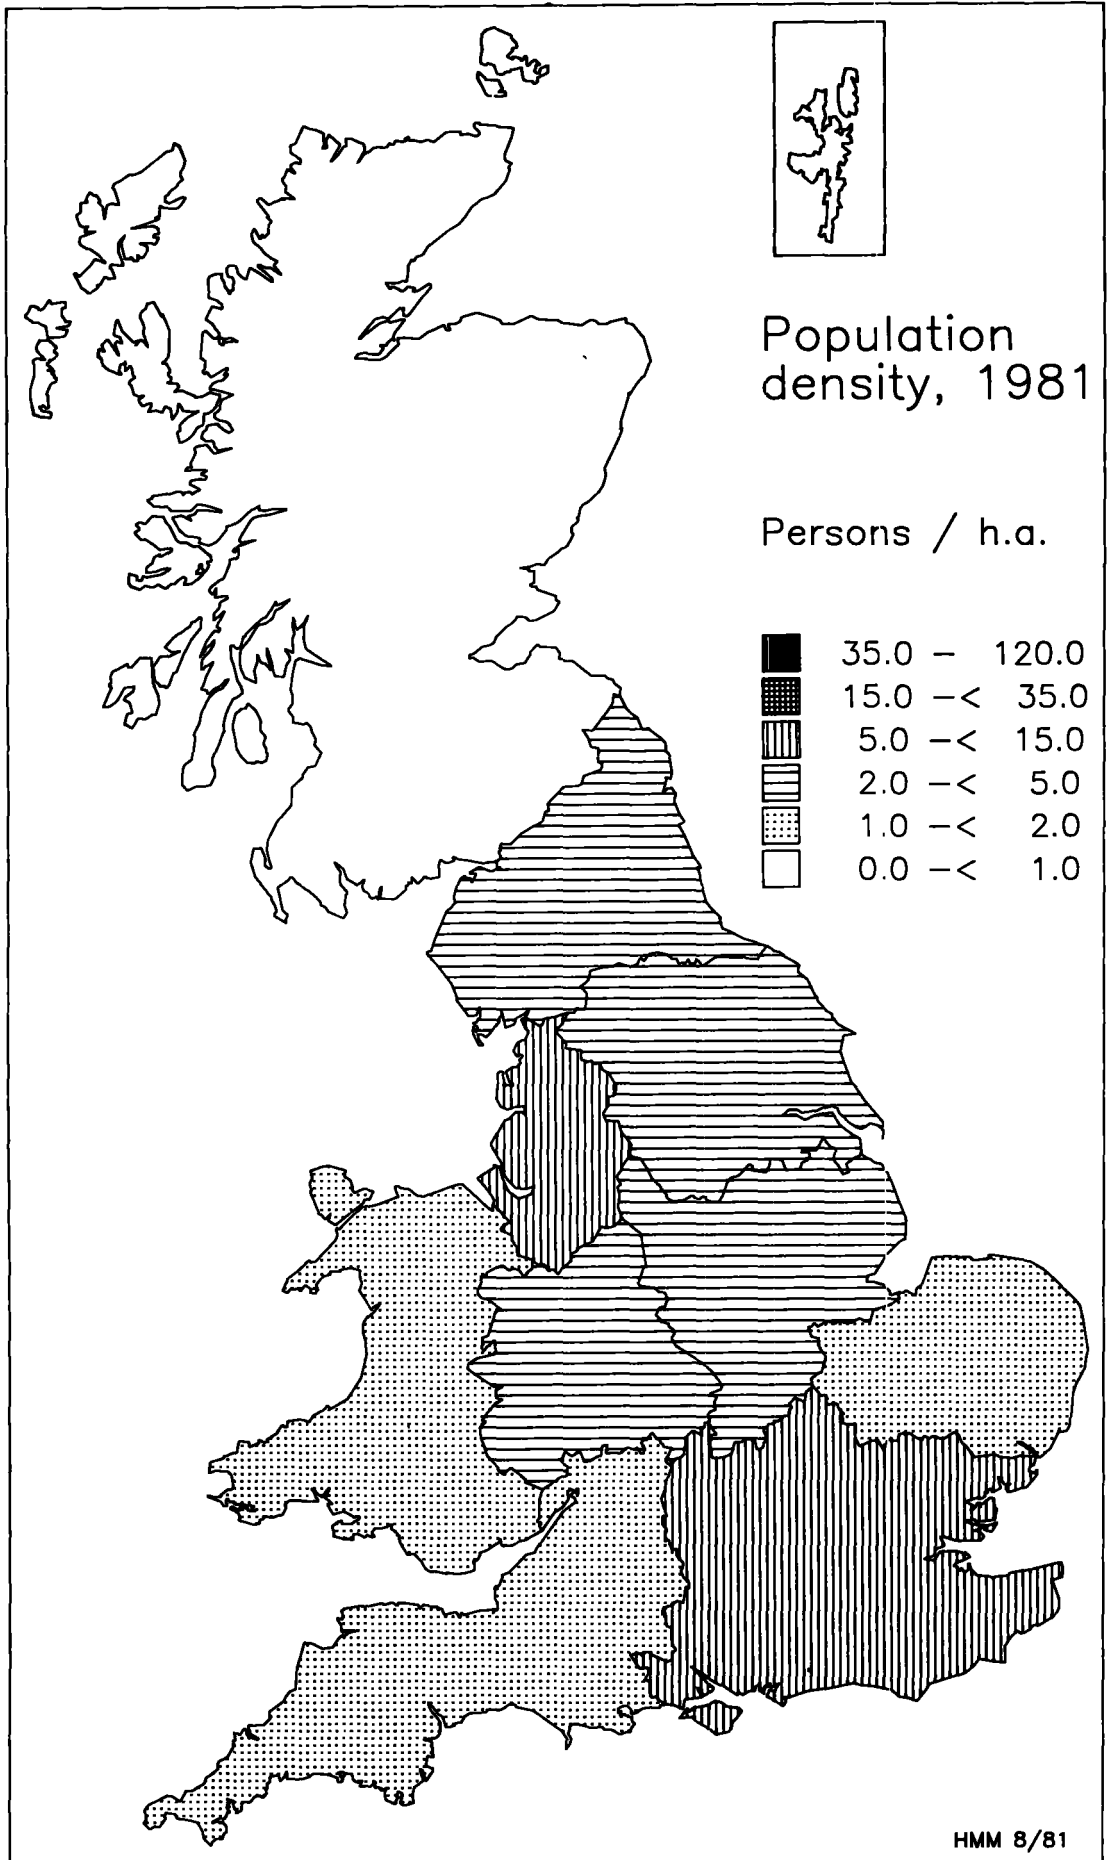 Population
density, 1981
Persons / h.a.
35.0 – 120.0
15.0 –< 35.0
5.0 –< 15.0
2.0 –< 5.0
1.0 –< 2.0
0.0 –< 1.0
HMM 8/81